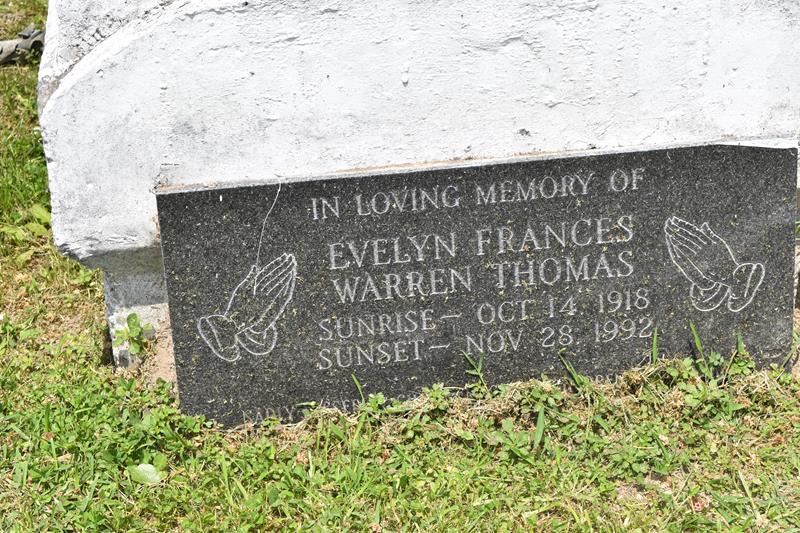 IN LOVING MEMORY OF
EVELYN FRANCES
WARREN THOMAS
SUNRISE – OCT 14 1918
SUNSET – NOV 28 1992